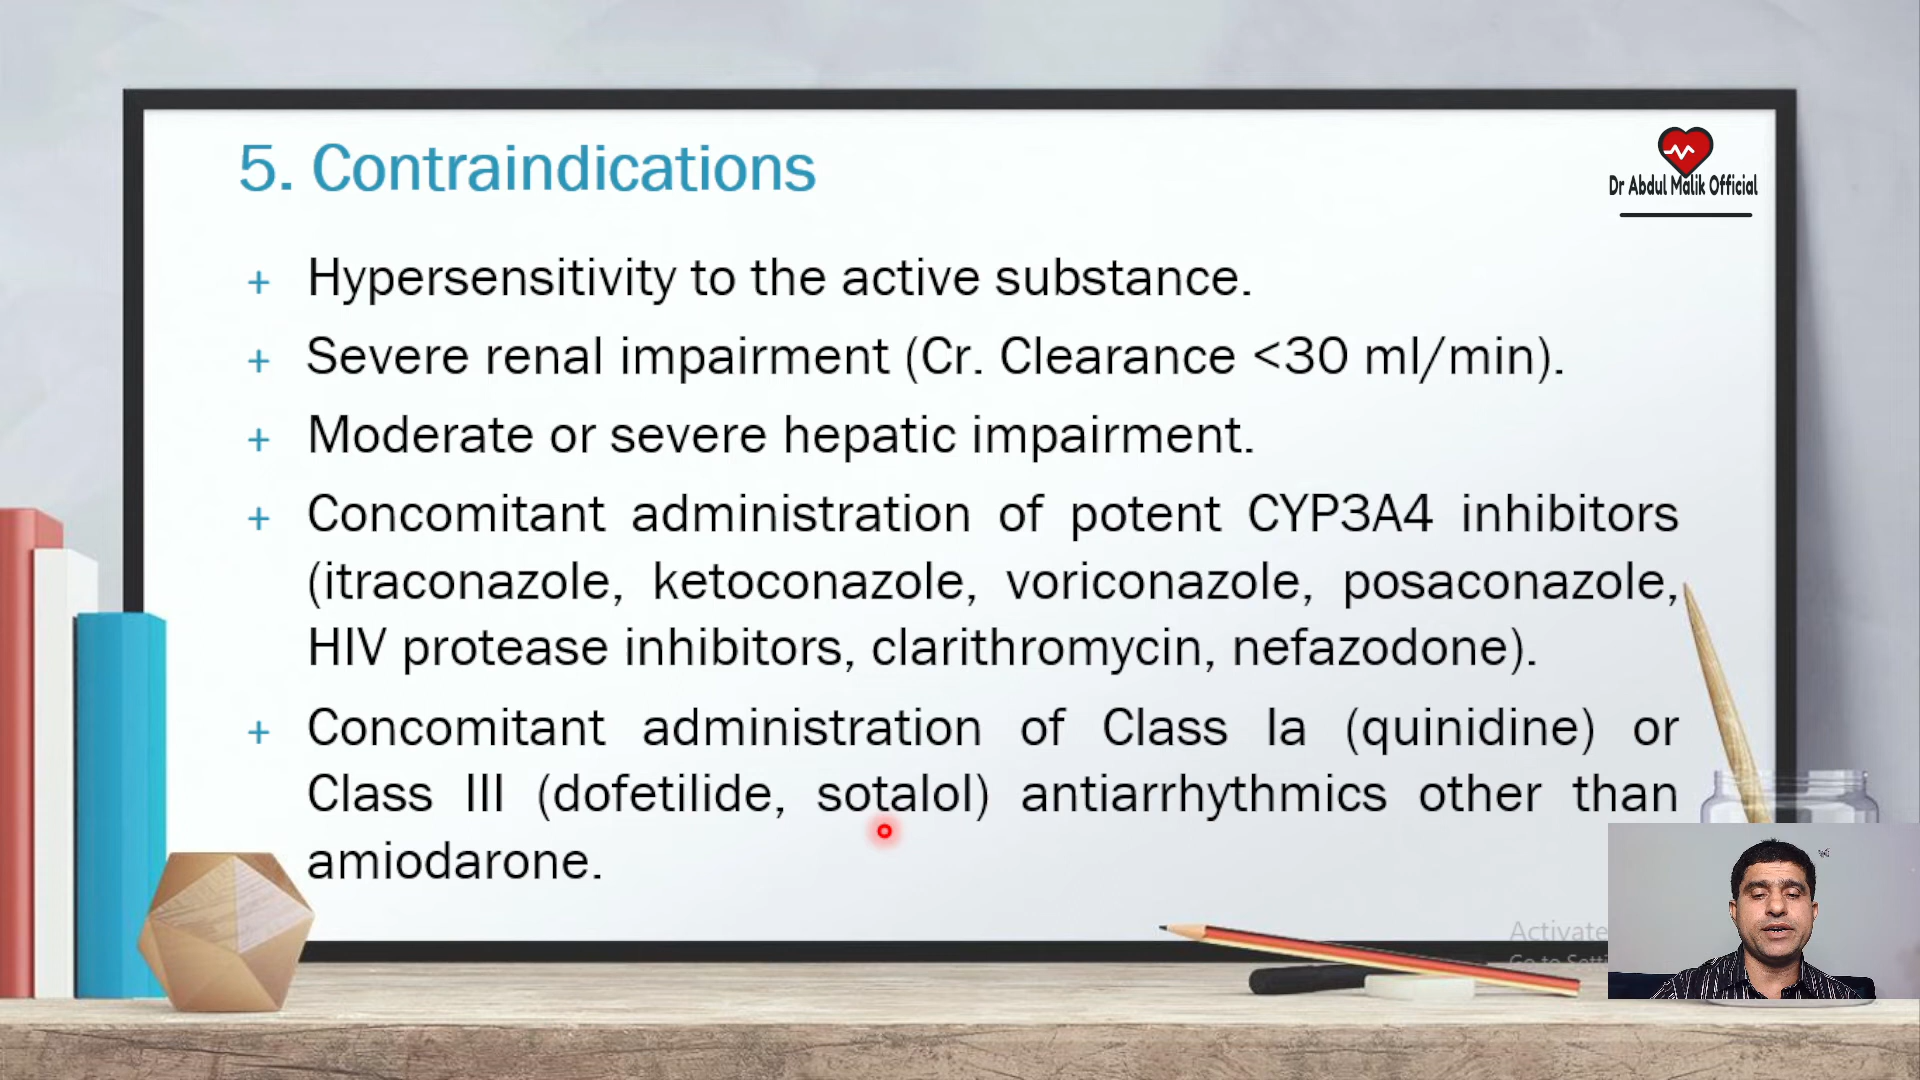 5. Contraindications
Dr Abdul Malik Official
+ Hypersensitivity to the active substance.
+ Severe renal impairment (Cr. Clearance <30 ml/min).
+ Moderate or severe hepatic impairment.
+ Concomitant administration of potent CYP3A4 inhibitors
(itraconazole, ketoconazole, voriconazole, posaconazole,
HIV protease inhibitors, clarithromycin, nefazodone).
+ Concomitant administration of Class Ia (quinidine) or
Class III (dofetilide, sotalol) antiarrhythmics other than
amiodarone.
Activate
Go to